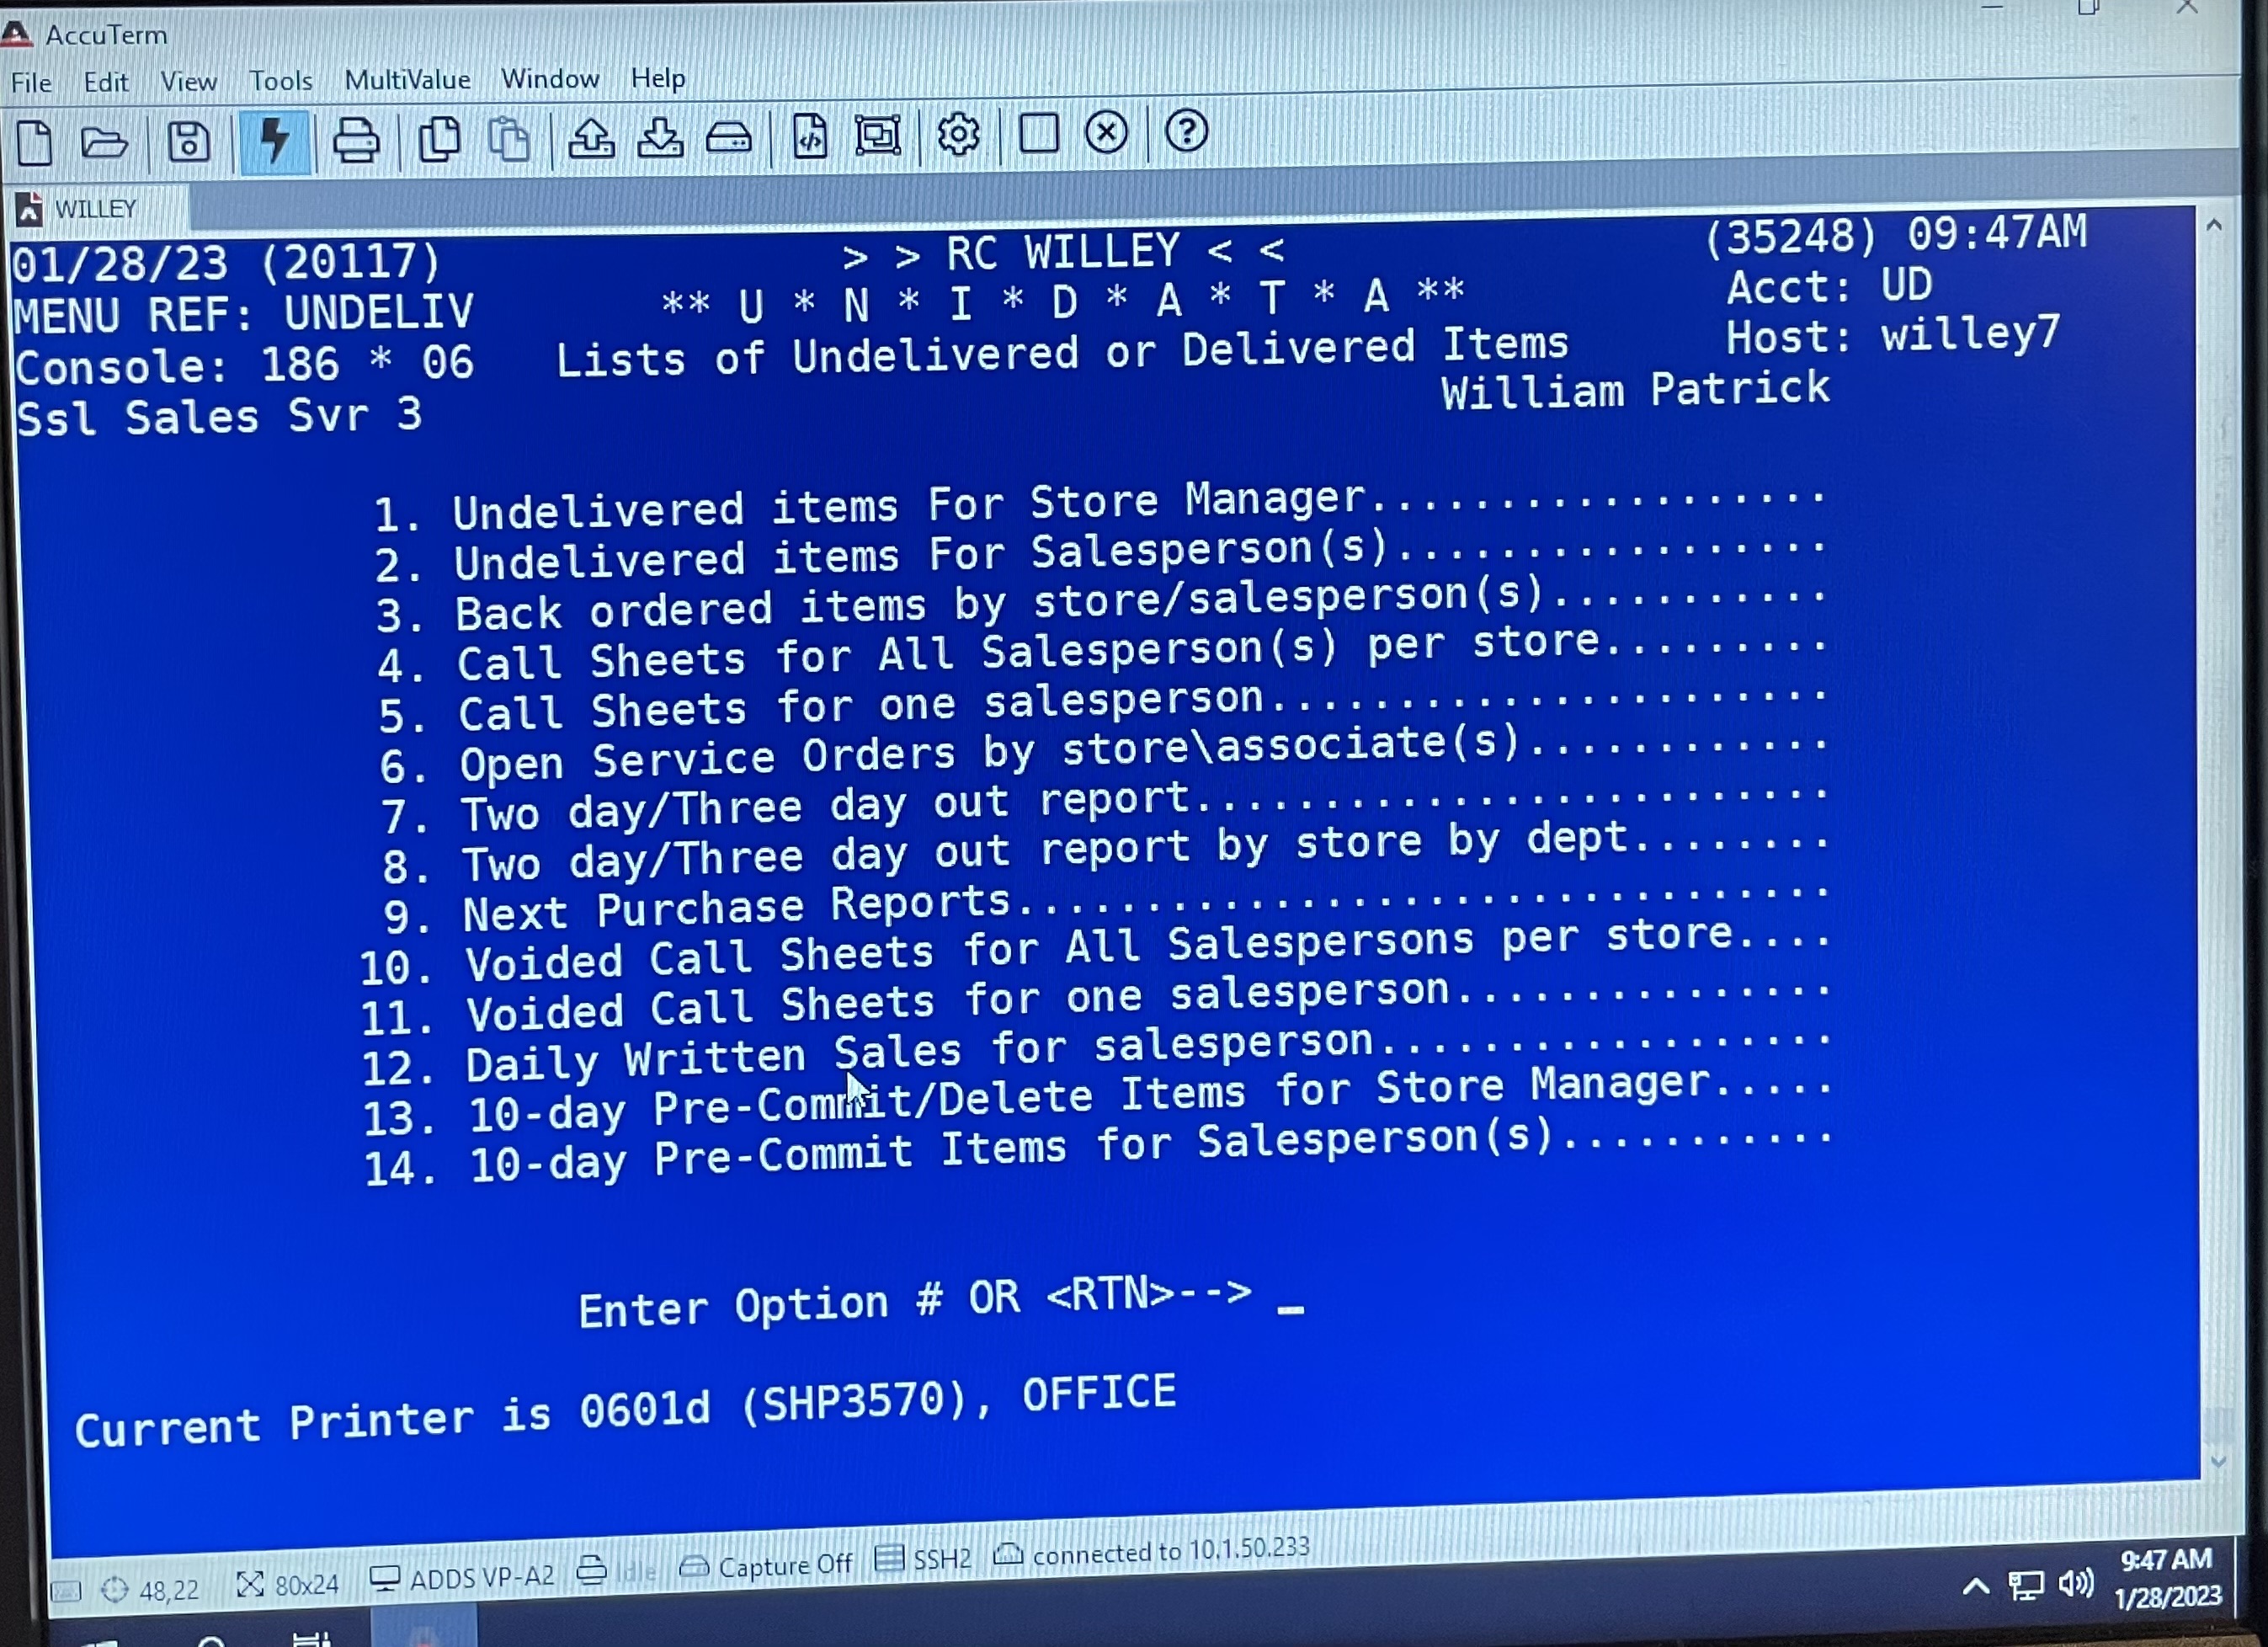 AccuTerm
File Edit View Tools MultiValue Window Help
WILLEY
01/28/23 (20117) > > RC WILLEY < < (35248) 09:47AM
MENU REF: UNDELIV ** U * N * I * D * A * T * A ** Acct: UD
Console: 186 * 06 Lists of Undelivered or Delivered Items Host: willey7
Ssl Sales Svr 3 William Patrick
1. Undelivered items For Store Manager..................
2. Undelivered items For Salesperson(s).................
3. Back ordered items by store/salesperson(s)...........
4. Call Sheets for All Salesperson(s) per store.........
5. Call Sheets for one salesperson......................
6. Open Service Orders by store\associate(s)............
7. Two day/Three day out report.........................
8. Two day/Three day out report by store by dept........
9. Next Purchase Reports................................
10. Voided Call Sheets for All Salespersons per store....
11. Voided Call Sheets for one salesperson...............
12. Daily Written Sales for salesperson..................
13. 10-day Pre-Commit/Delete Items for Store Manager.....
14. 10-day Pre-Commit Items for Salesperson(s)...........
Enter Option # OR <RTN>--> _
Current Printer is 0601d (SHP3570), OFFICE
48,22 80x24 ADDS VP-A2 Idle Capture Off SSH2 connected to 10.1.50.233
9:47 AM
1/28/2023